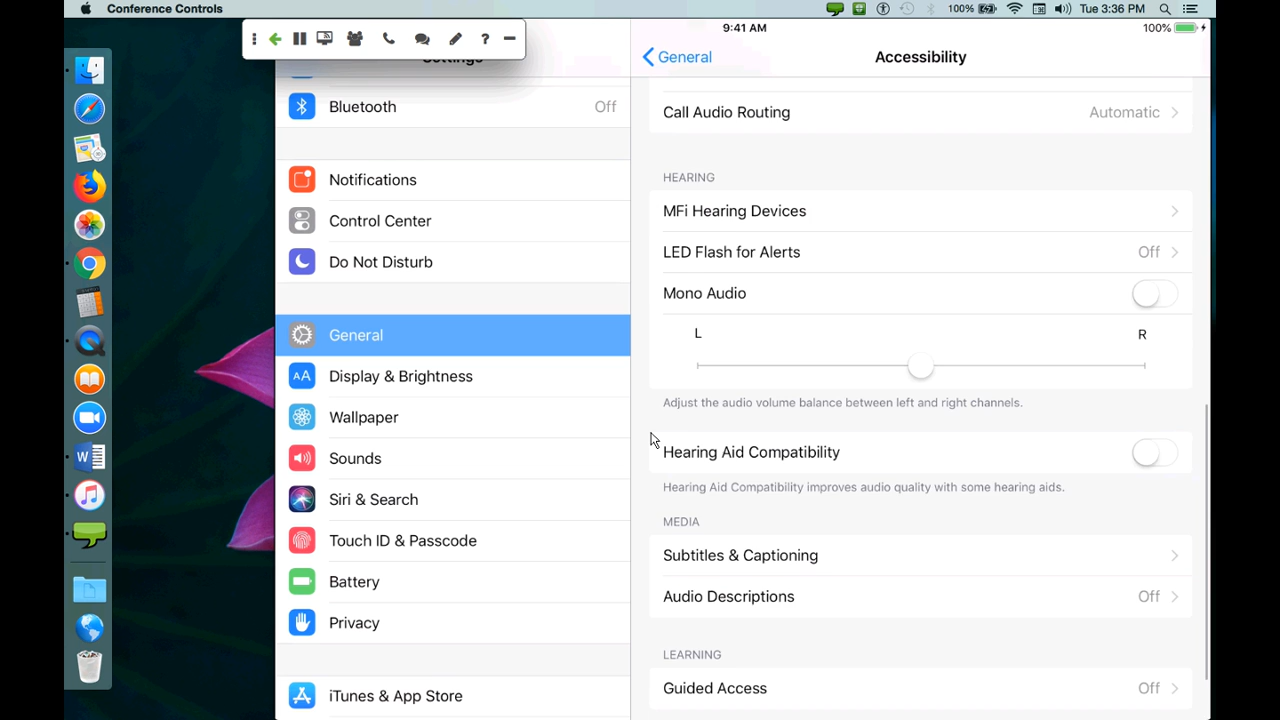 Conference Controls
100%
Tue 3:36 PM
?
9:41 AM
100%
Settings
General
Accessibility
Bluetooth
Off
Notifications
Control Center
Do Not Disturb
General
AA
Display & Brightness
Wallpaper
Sounds
Siri & Search
Touch ID & Passcode
Battery
Privacy
iTunes & App Store
Call Audio Routing
Automatic
HEARING
MFi Hearing Devices
LED Flash for Alerts
Off
Mono Audio
L
R
Adjust the audio volume balance between left and right channels.
Hearing Aid Compatibility
Hearing Aid Compatibility improves audio quality with some hearing aids.
MEDIA
Subtitles & Captioning
Audio Descriptions
Off
LEARNING
Guided Access
Off
W